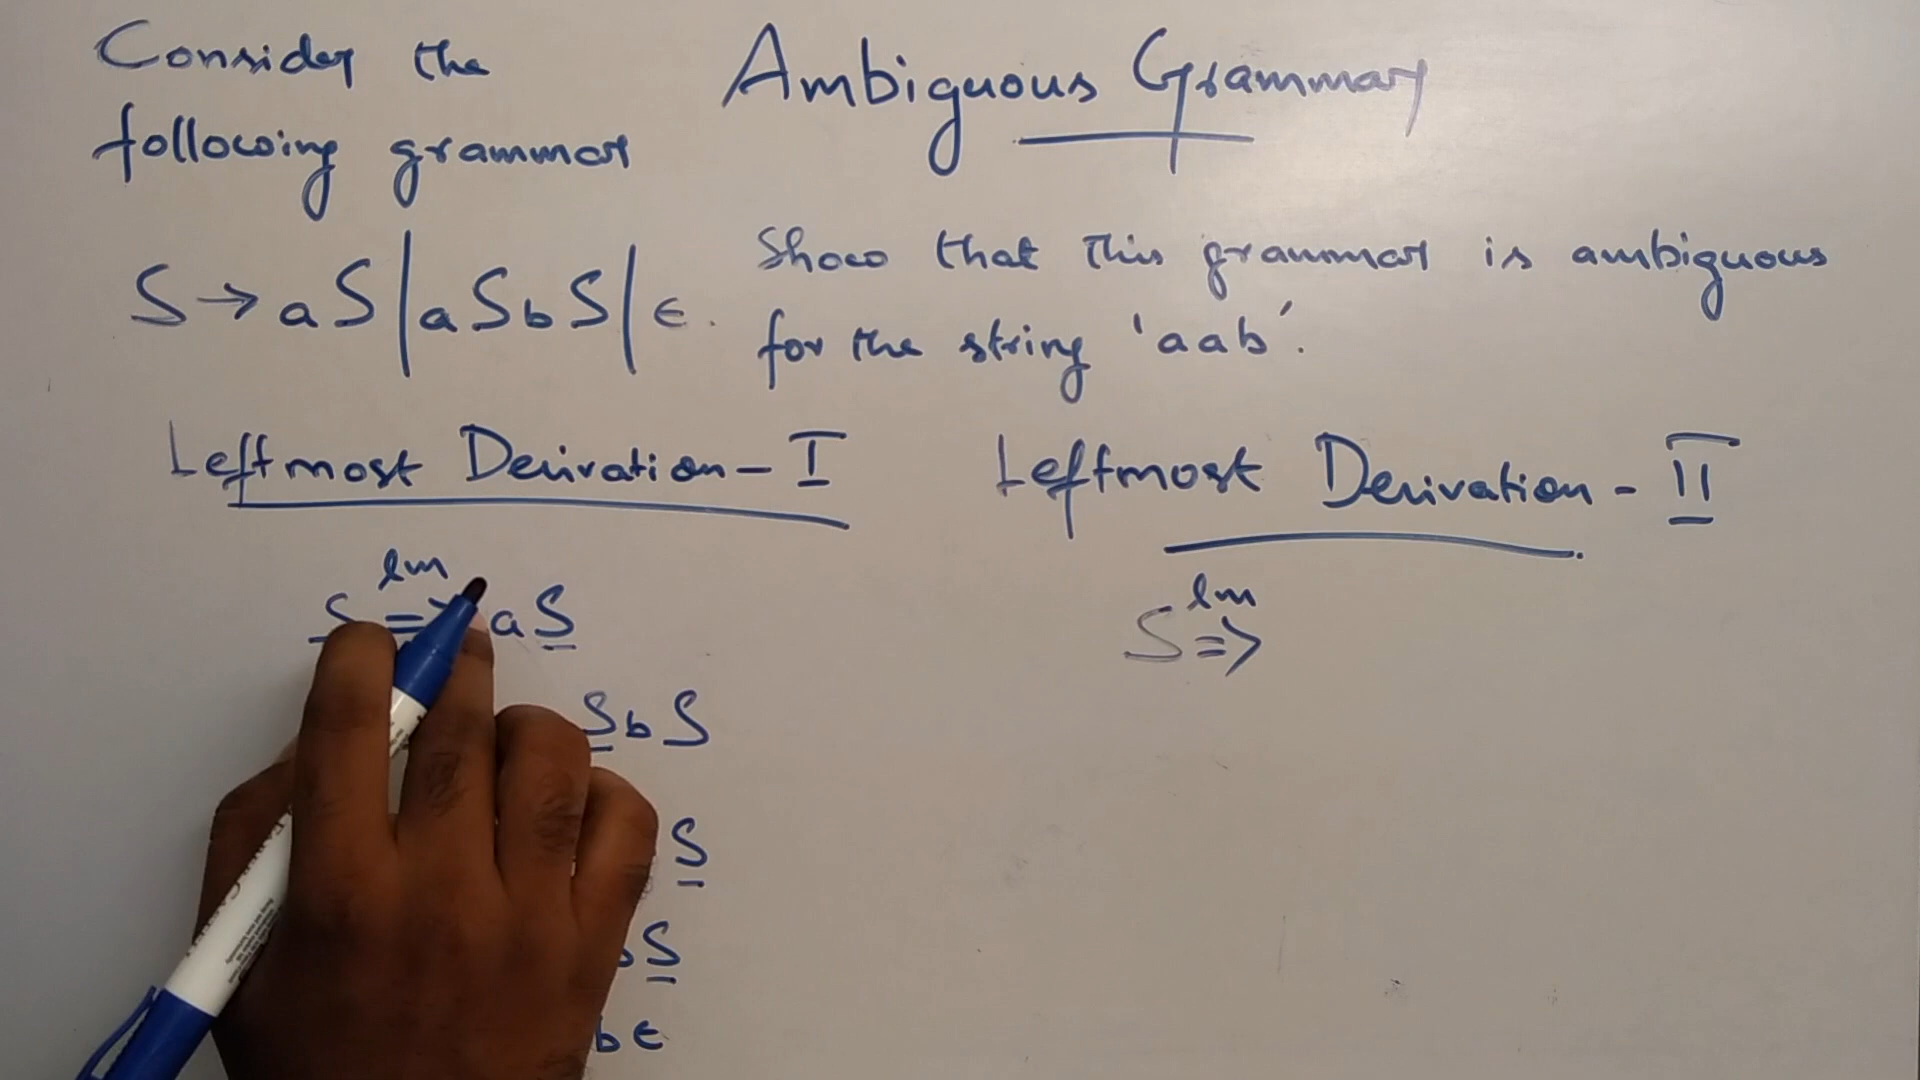 Consider the
following grammar
S → aS | aSbS | ϵ.
Ambiguous Grammar
Show that this grammar is ambiguous
for the string 'aab'.
Leftmost Derivation - I
lm
S ⇒ aS
SbS
S
S
bϵ
Leftmost Derivation - II
lm
S ⇒